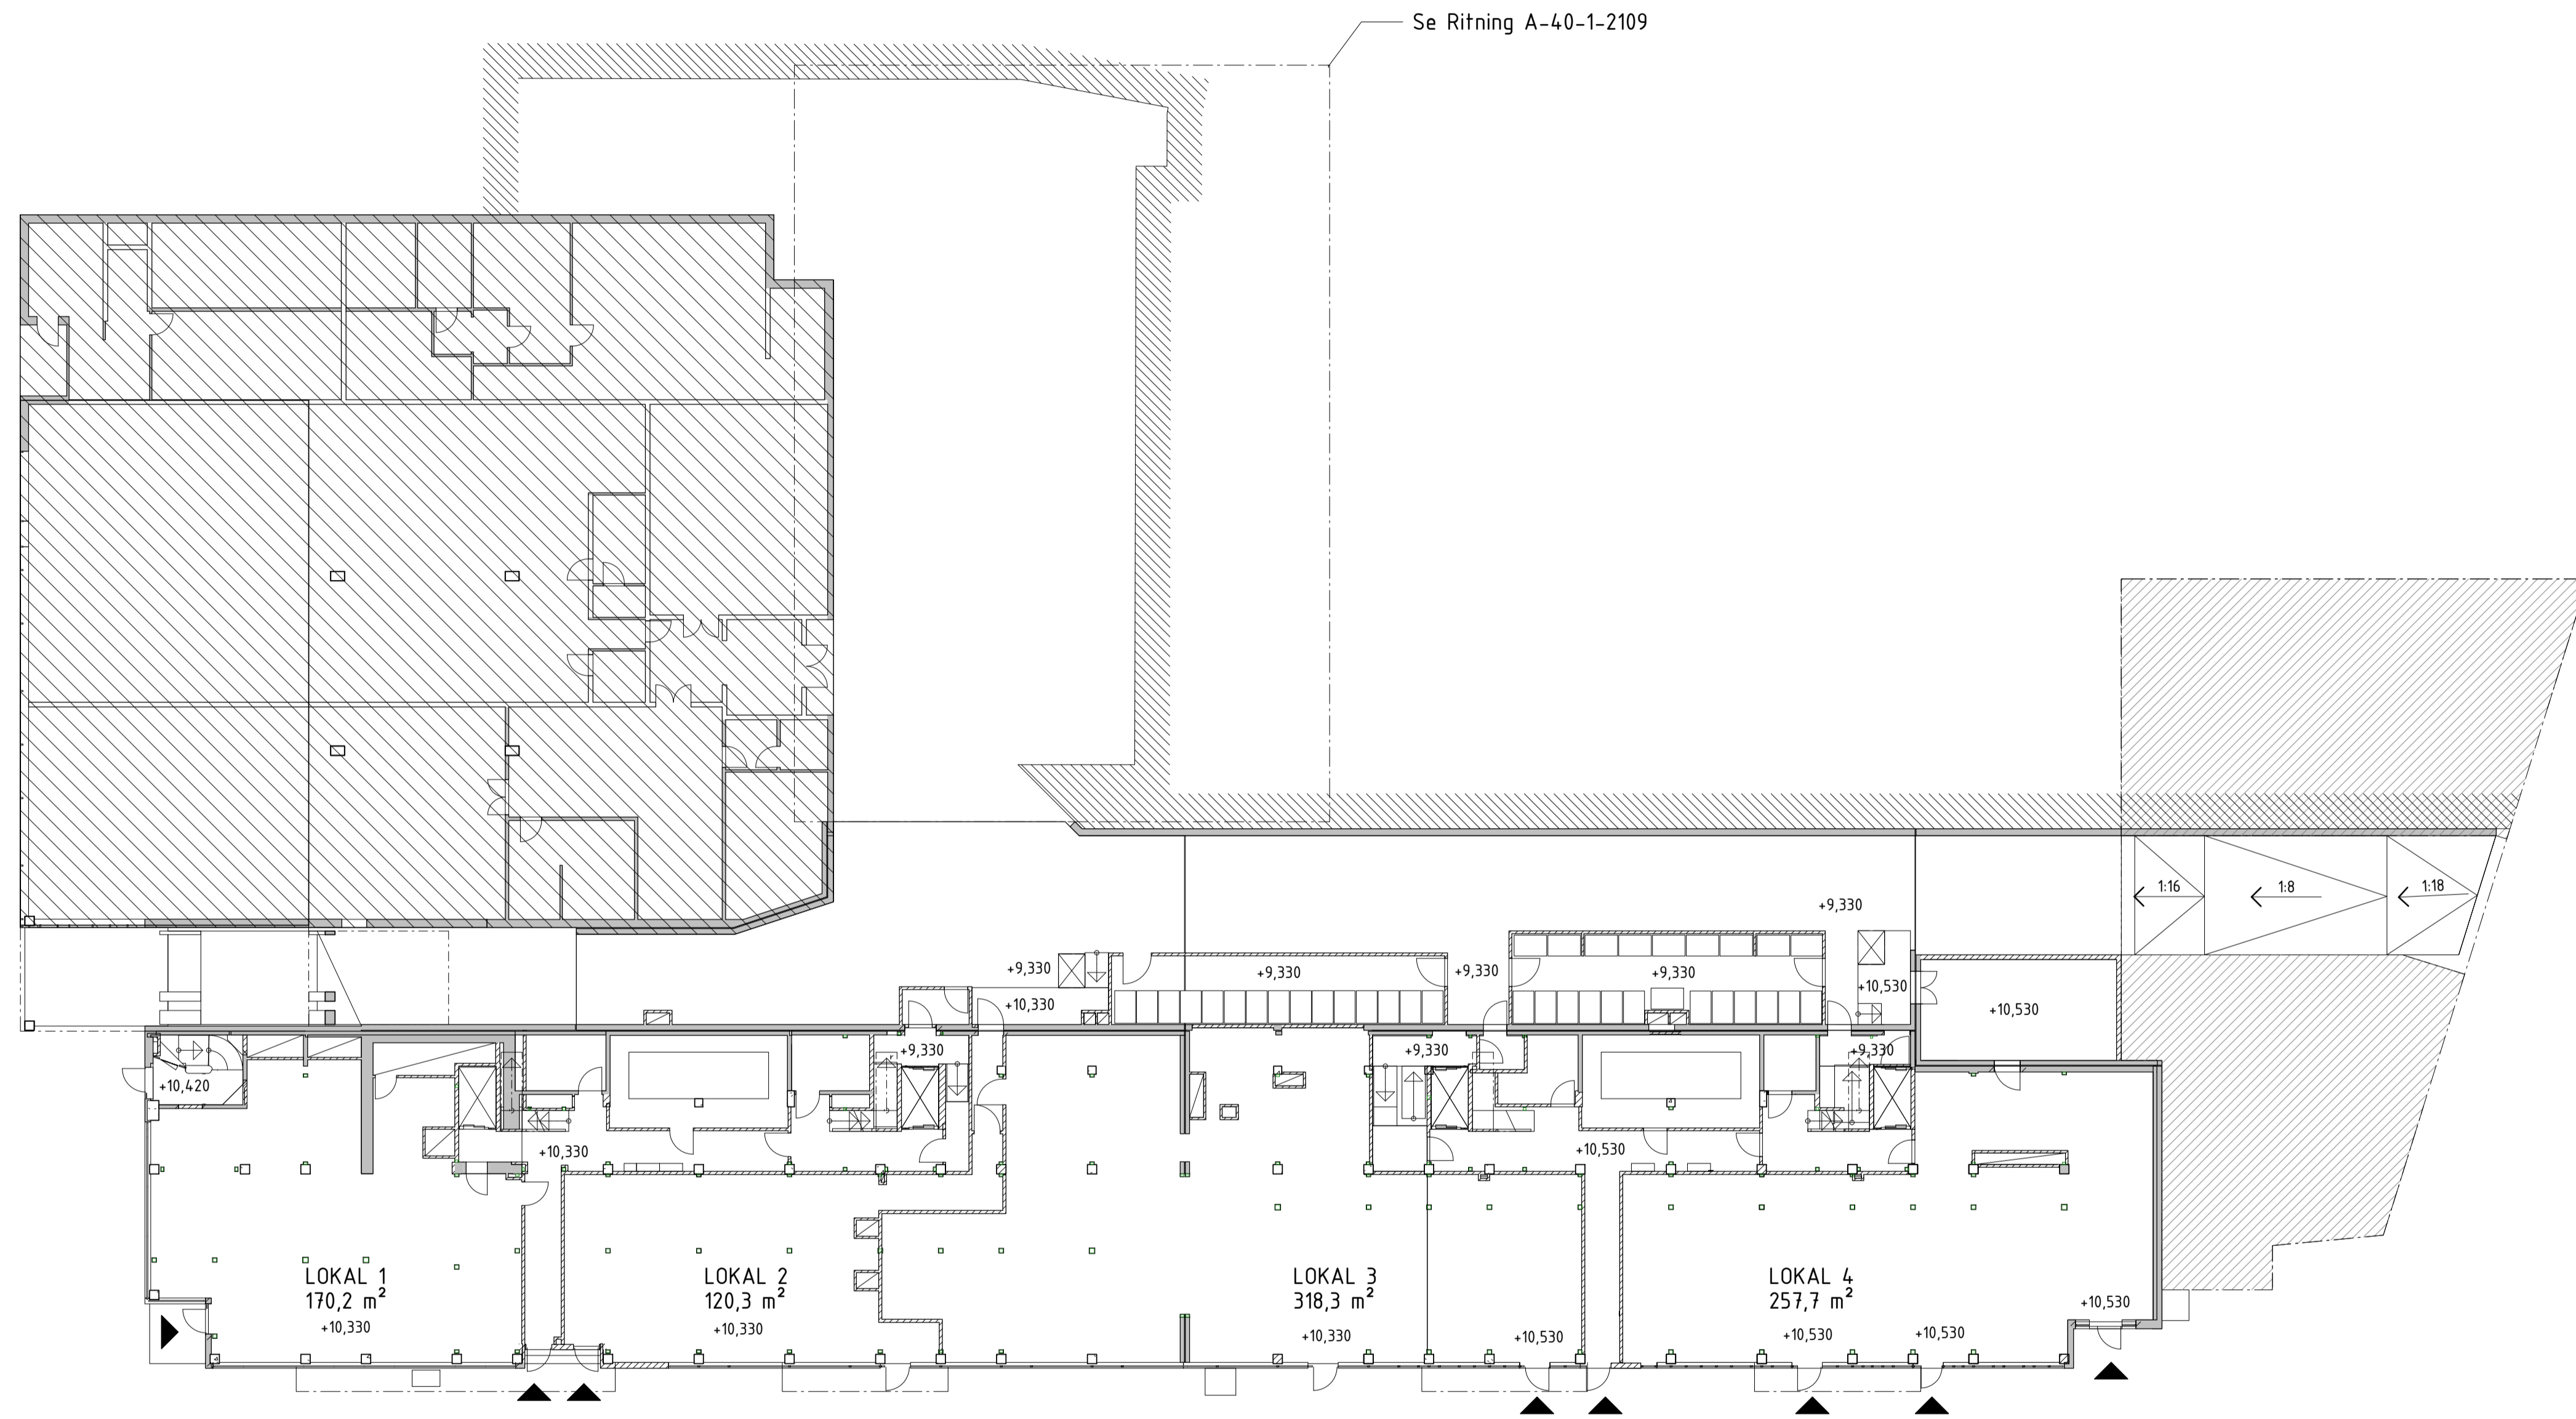 Se Ritning A-40-1-2109
1:16
1:8
1:18
+9,330
+9,330
+9,330
+9,330
+9,330
+10,530
+10,330
+10,530
+9,330
+9,330
+9,330
+10,420
+10,330
+10,530
LOKAL 1
170,2 m²
+10,330
LOKAL 2
120,3 m²
+10,330
LOKAL 3
318,3 m²
+10,330
+10,530
LOKAL 4
257,7 m²
+10,530
+10,530
+10,530